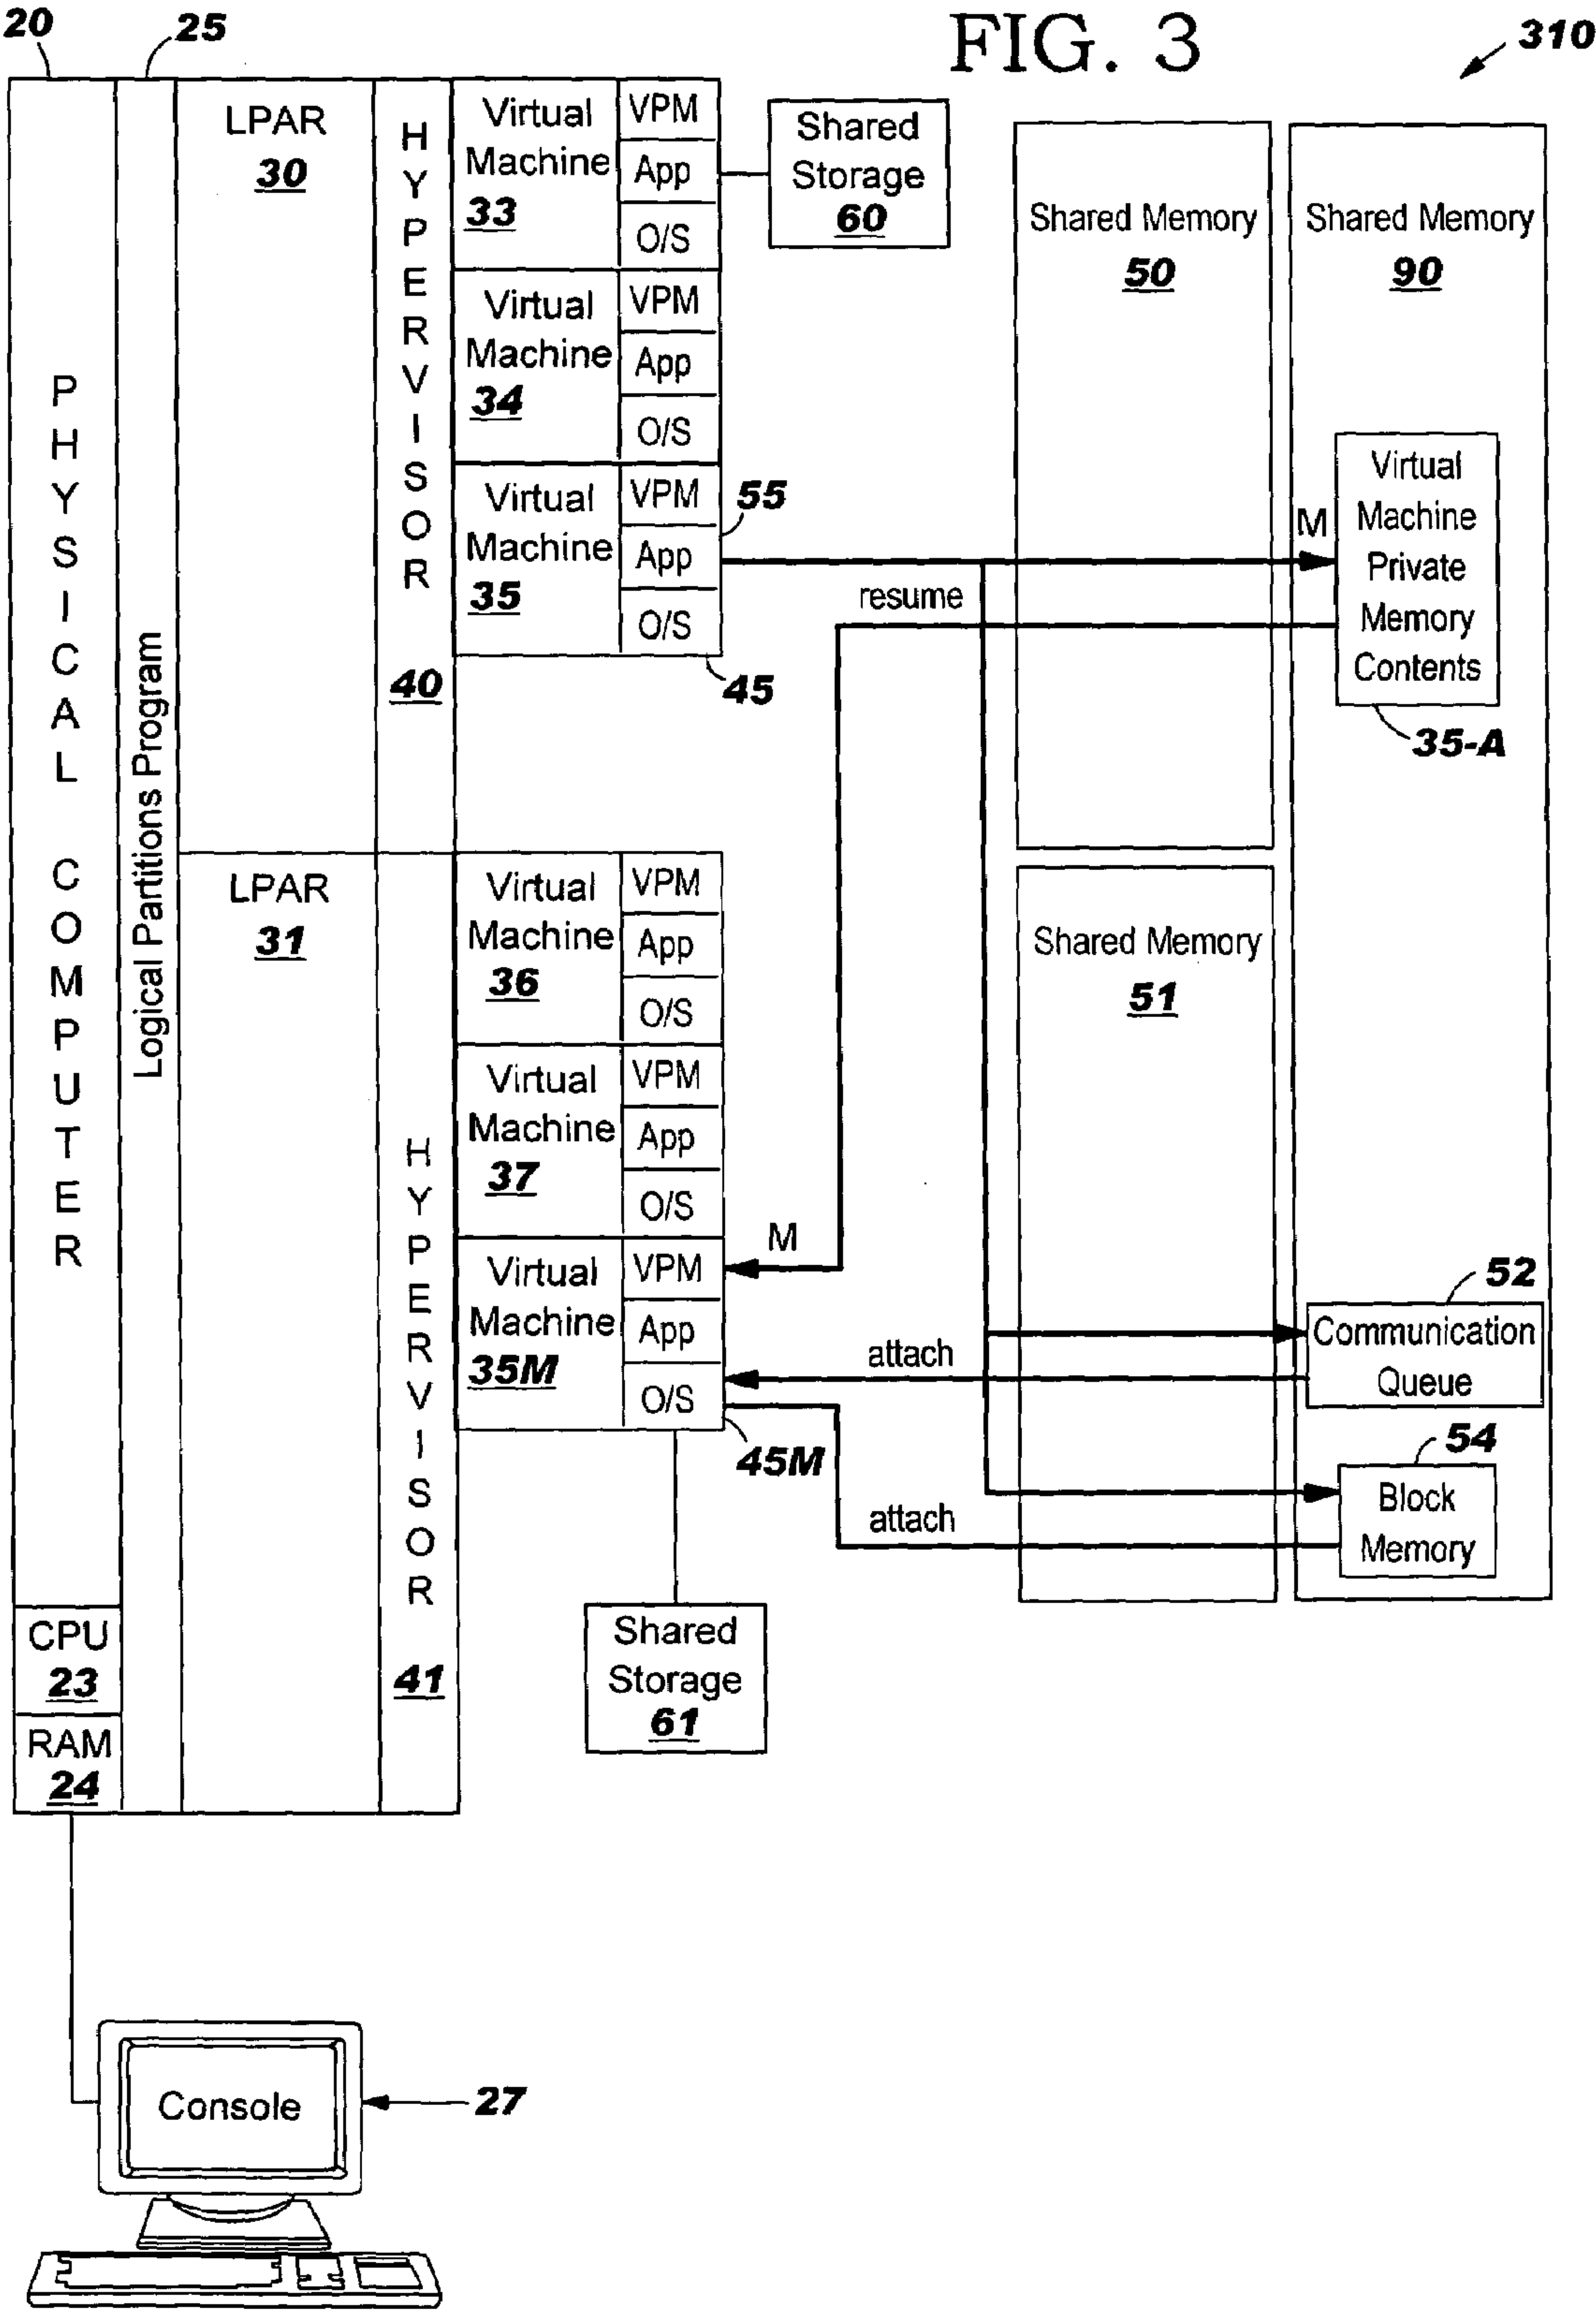 FIG. 3
310
20
25
PHYSICAL COMPUTER
CPU
23
RAM
24
Logical Partitions Program
LPAR
30
HYPERVISOR
40
Virtual
Machine
33
VPM
App
O/S
Shared
Storage
60
Virtual
Machine
34
VPM
App
O/S
Virtual
Machine
35
VPM
App
O/S
55
45
LPAR
31
HYPERVISOR
41
Virtual
Machine
36
VPM
App
O/S
Virtual
Machine
37
VPM
App
O/S
Virtual
Machine
35M
VPM
App
O/S
45M
Shared
Storage
61
resume
M
attach
attach
Shared Memory
50
Shared Memory
51
Shared Memory
90
M
Virtual
Machine
Private
Memory
Contents
35-A
52
Communication
Queue
54
Block
Memory
Console
27